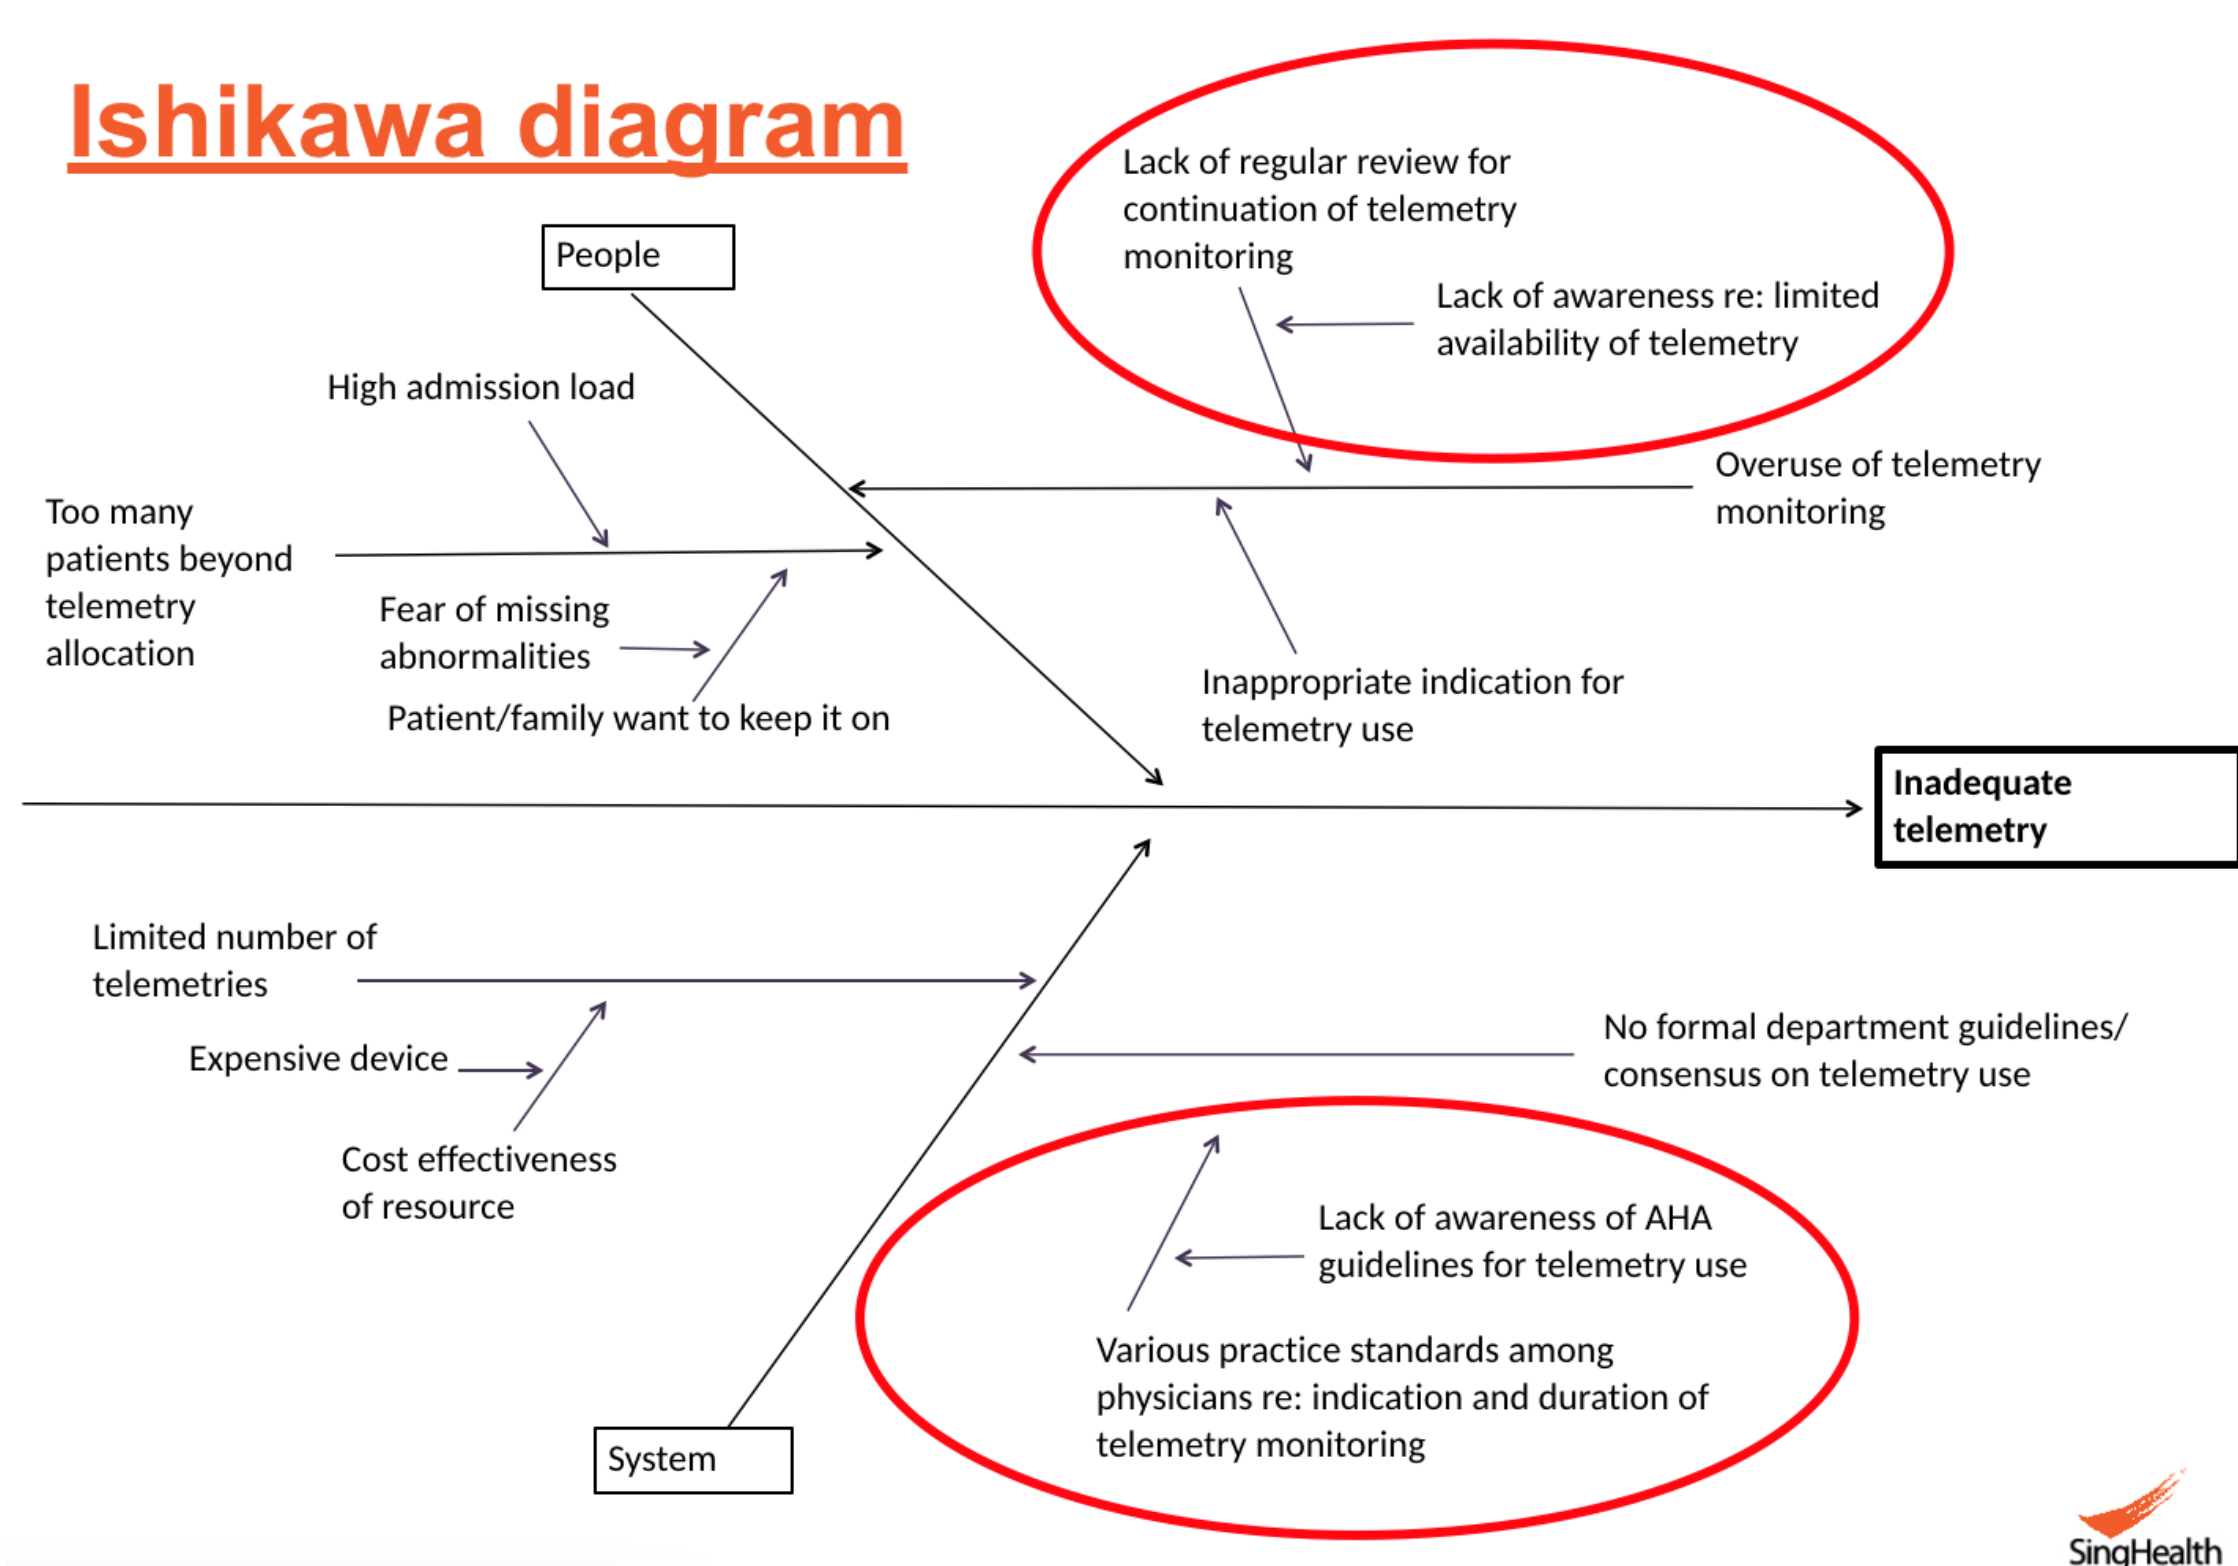 Ishikawa diagram
Lack of regular review for
continuation of telemetry
monitoring
People
Lack of awareness re: limited
availability of telemetry
High admission load
Overuse of telemetry
monitoring
Too many
patients beyond
telemetry
allocation
Fear of missing
abnormalities
Patient/family want to keep it on
Inappropriate indication for
telemetry use
Inadequate
telemetry
Limited number of
telemetries
Expensive device
Cost effectiveness
of resource
No formal department guidelines/
consensus on telemetry use
Lack of awareness of AHA
guidelines for telemetry use
Various practice standards among
physicians re: indication and duration of
telemetry monitoring
System
SingHealth